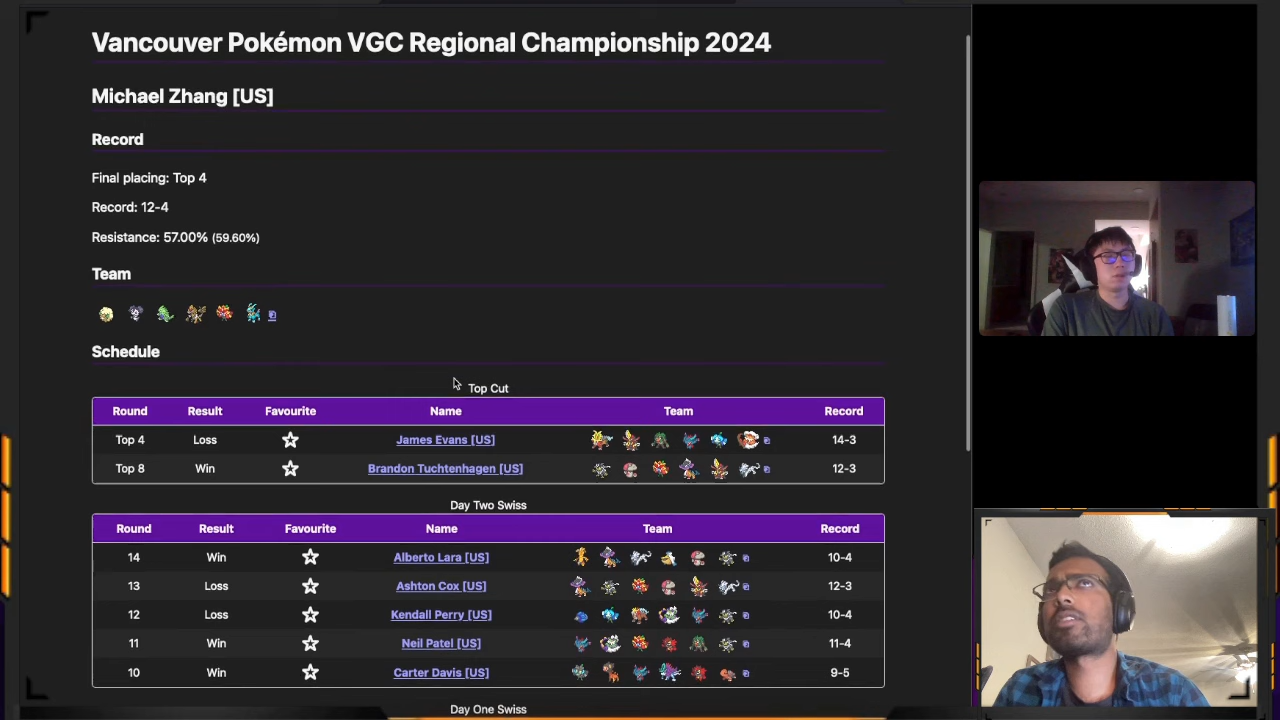 Vancouver Pokémon VGC Regional Championship 2024
Michael Zhang [US]
Record
Final placing: Top 4
Record: 12-4
Resistance: 57.00% (59.60%)
Team
Schedule
Top Cut
Round Result Favourite Name Team Record
Top 4 Loss James Evans [US] 14-3
Top 8 Win Brandon Tuchtenhagen [US] 12-3
Day Two Swiss
Round Result Favourite Name Team Record
14 Win Alberto Lara [US] 10-4
13 Loss Ashton Cox [US] 12-3
12 Loss Kendall Perry [US] 10-4
11 Win Neil Patel [US] 11-4
10 Win Carter Davis [US] 9-5
Day One Swiss